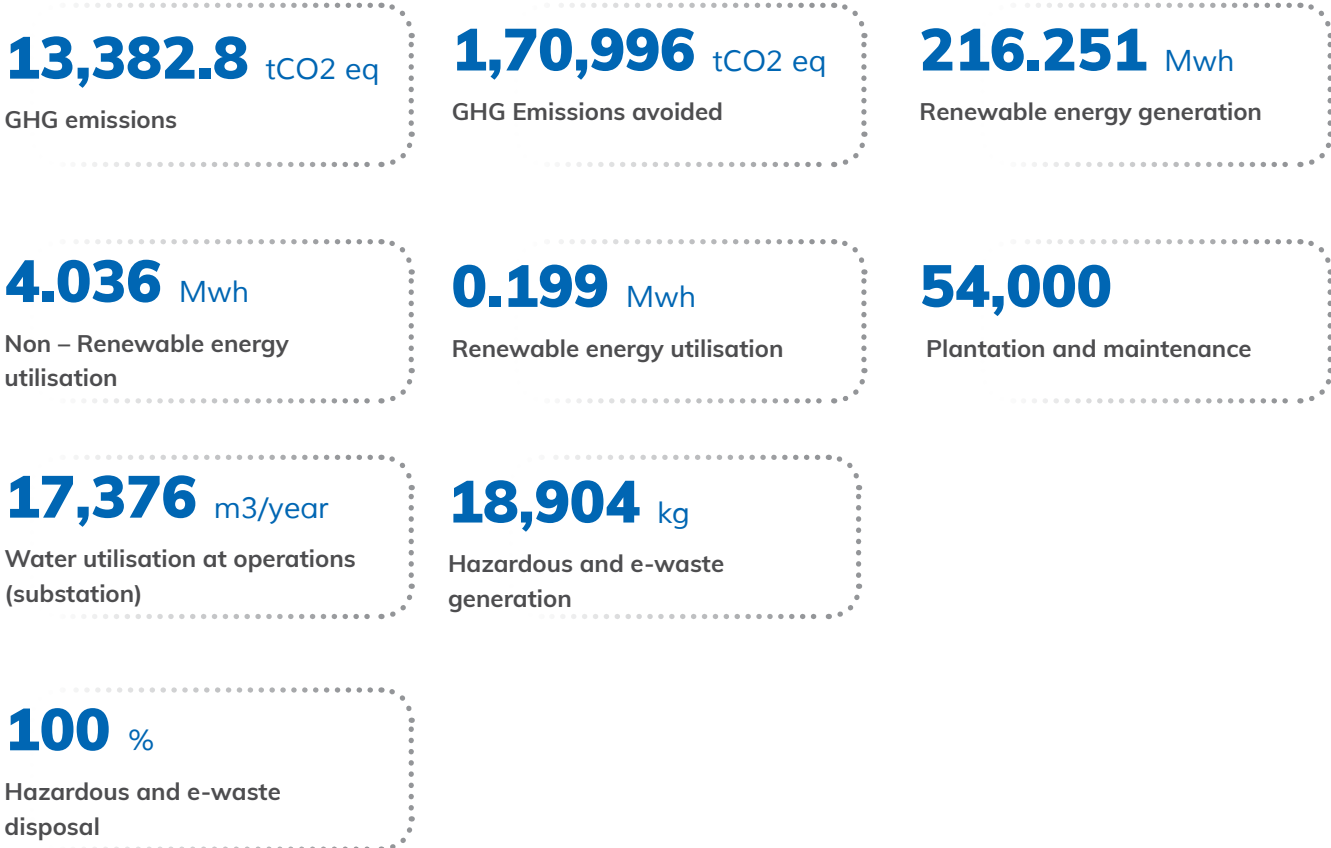 13,382.8 tCO2 eq
GHG emissions
1,70,996 tCO2 eq
GHG Emissions avoided
216.251 Mwh
Renewable energy generation
4.036 Mwh
Non – Renewable energy
utilisation
0.199 Mwh
Renewable energy utilisation
54,000
Plantation and maintenance
17,376 m3/year
Water utilisation at operations
(substation)
18,904 kg
Hazardous and e-waste
generation
100 %
Hazardous and e-waste
disposal